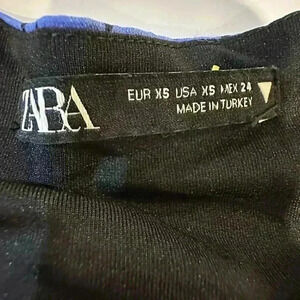 ZARA
EUR XS USA XS MEX 24
MADE IN TURKEY